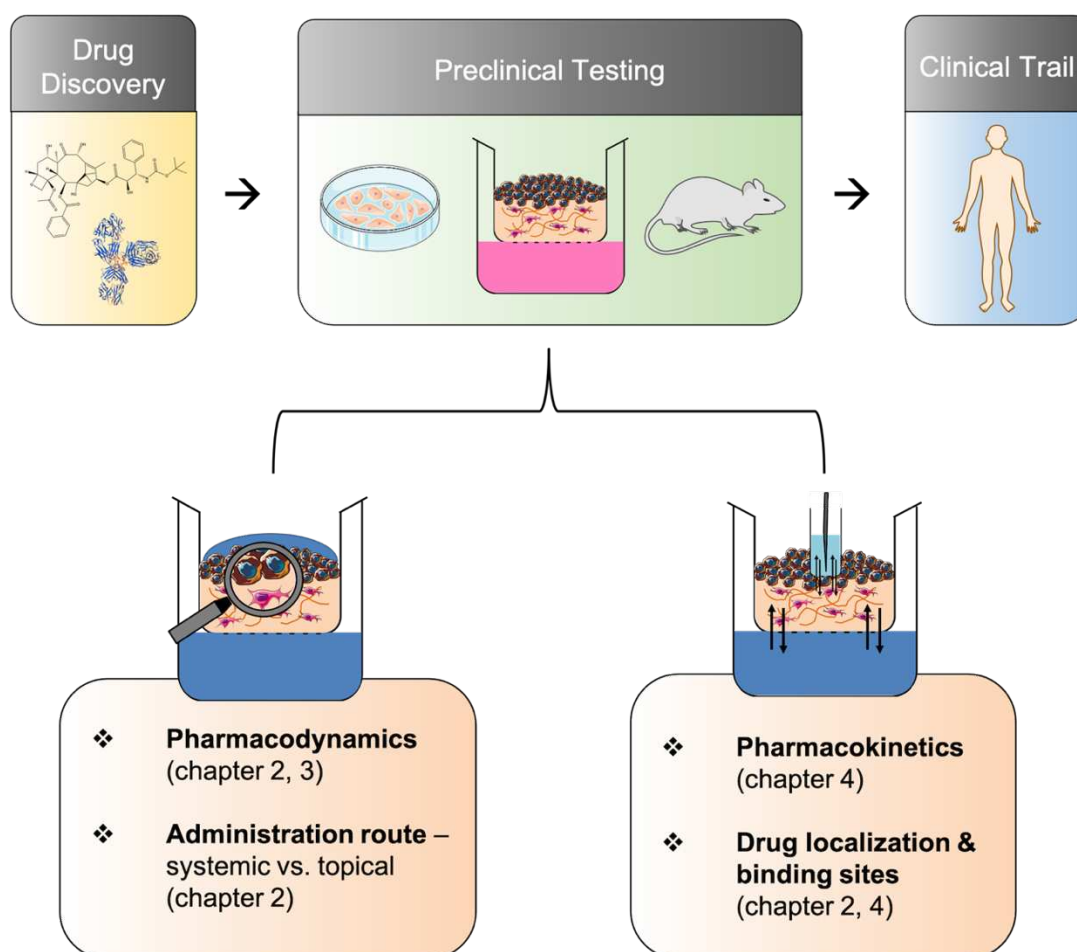 Drug
Discovery
Preclinical Testing
Clinical Trail
❖ Pharmacodynamics
(chapter 2, 3)
❖ Administration route –
systemic vs. topical
(chapter 2)
❖ Pharmacokinetics
(chapter 4)
❖ Drug localization &
binding sites
(chapter 2, 4)